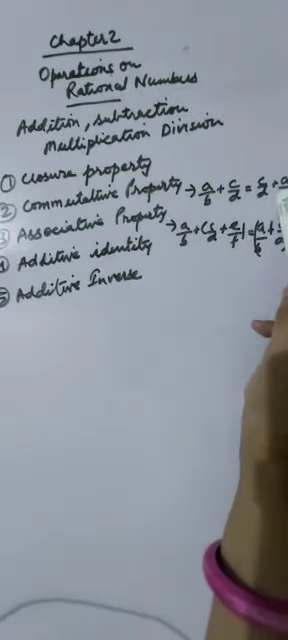 Chapter 2
Operations on
Rational Numbers
Addition, subtraction
Multiplication Division
① Closure property
② Commutative Property → a/b + c/d = c/d + a
③ Associative Property → a/b + (c/d + e/f) = (a/b +
④ Additive identity
⑤ Additive Inverse